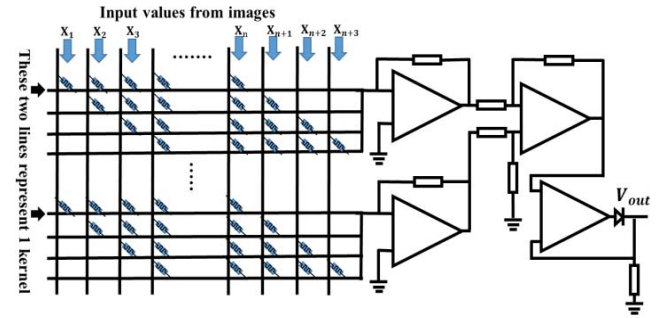 Input values from images
X₁ X₂ X₃ ........ Xₙ Xₙ₊₁ Xₙ₊₂ Xₙ₊₃
These two lines represent 1 kernel
V_out